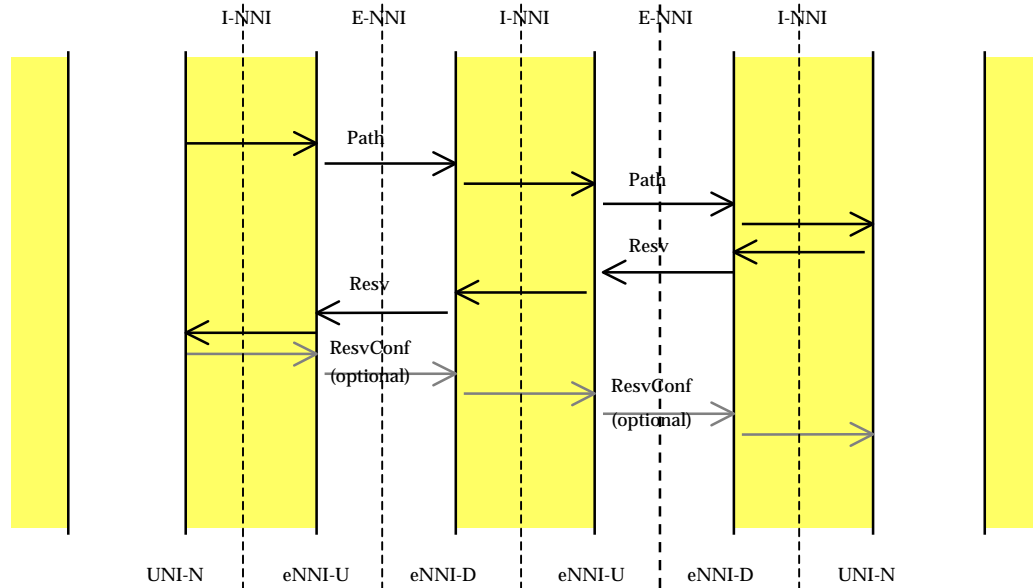 I-NNI
E-NNI
I-NNI
E-NNI
I-NNI
Path
Path
Resv
Resv
ResvConf
(optional)
ResvConf
(optional)
UNI-N
eNNI-U
eNNI-D
eNNI-U
eNNI-D
UNI-N